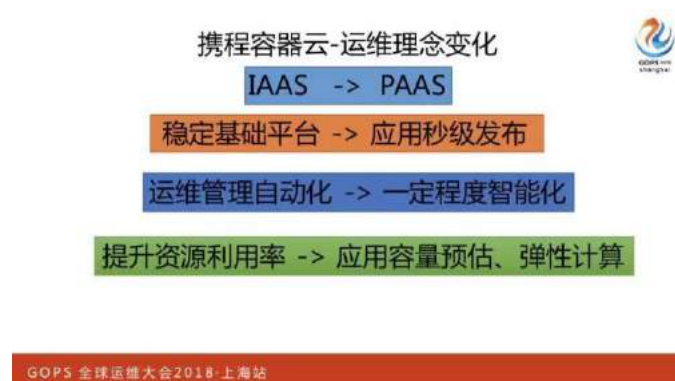 携程容器云-运维理念变化
IAAS -> PAAS
稳定基础平台 -> 应用秒级发布
运维管理自动化 -> 一定程度智能化
提升资源利用率 -> 应用容量预估、弹性计算
GOPS 全球运维大会2018·上海站